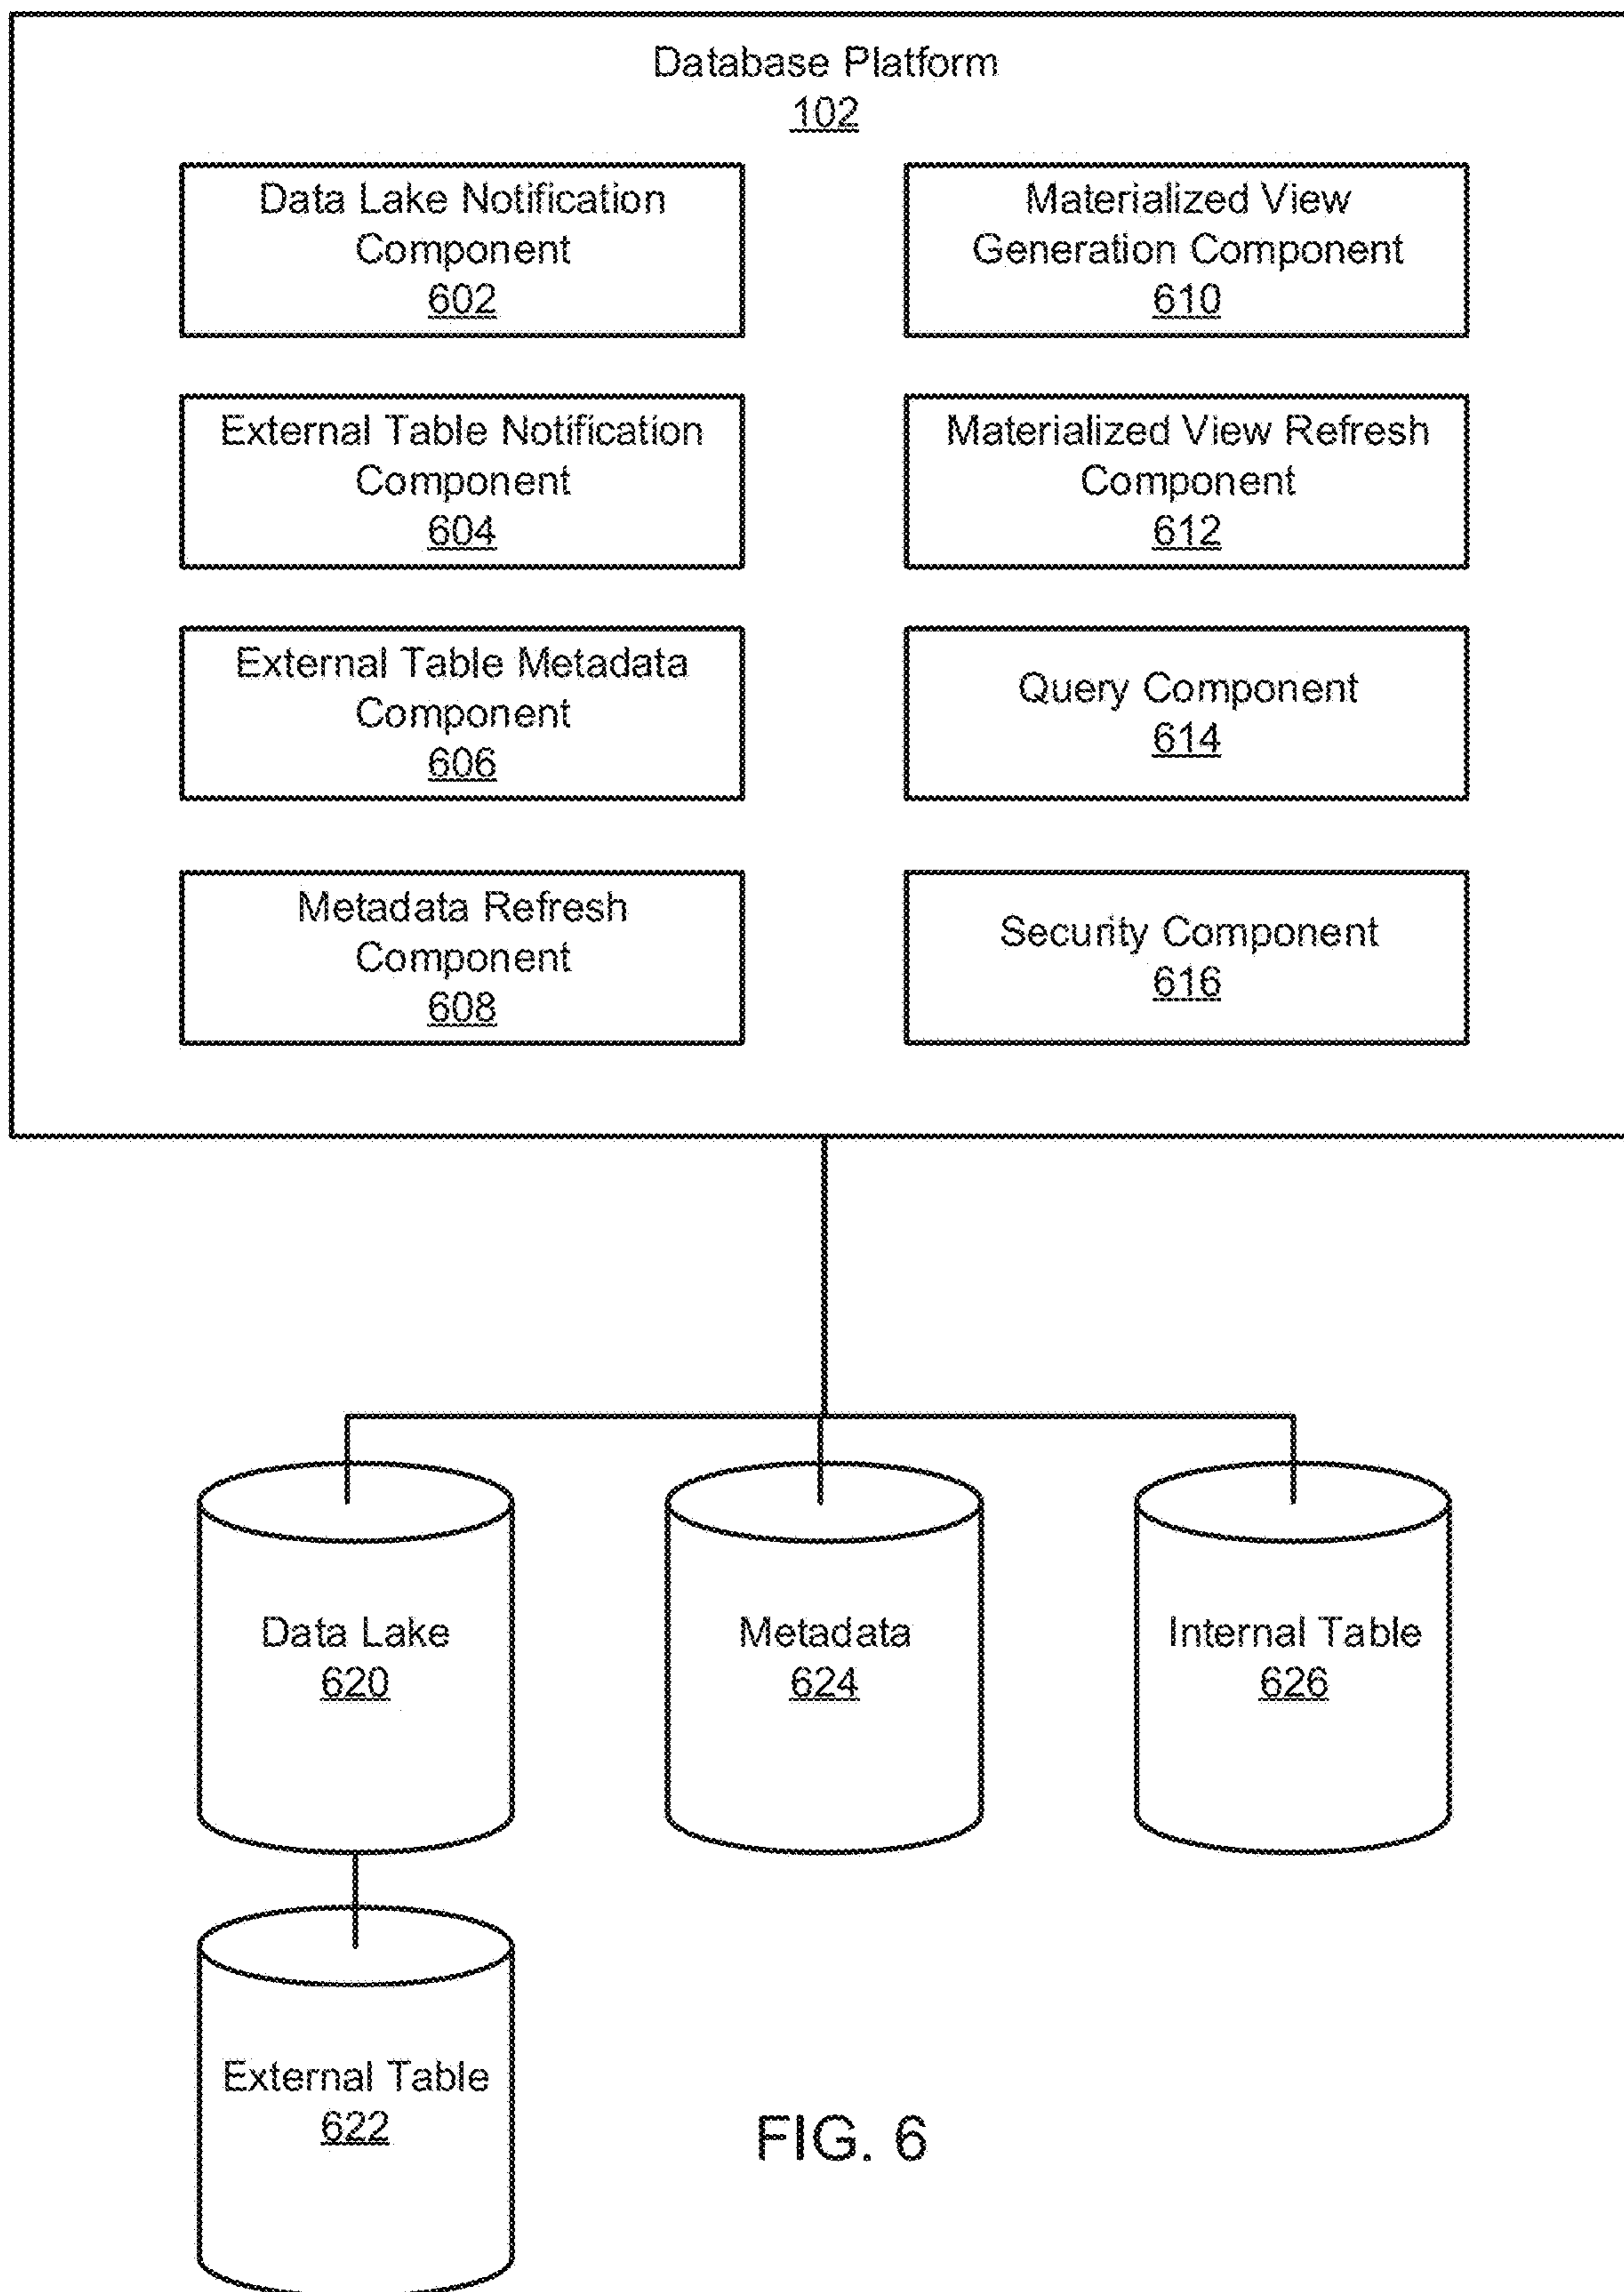 Database Platform
102
Data Lake Notification
Component
602
Materialized View
Generation Component
610
External Table Notification
Component
604
Materialized View Refresh
Component
612
External Table Metadata
Component
606
Query Component
614
Metadata Refresh
Component
608
Security Component
616
Data Lake
620
Metadata
624
Internal Table
626
External Table
622
FIG. 6